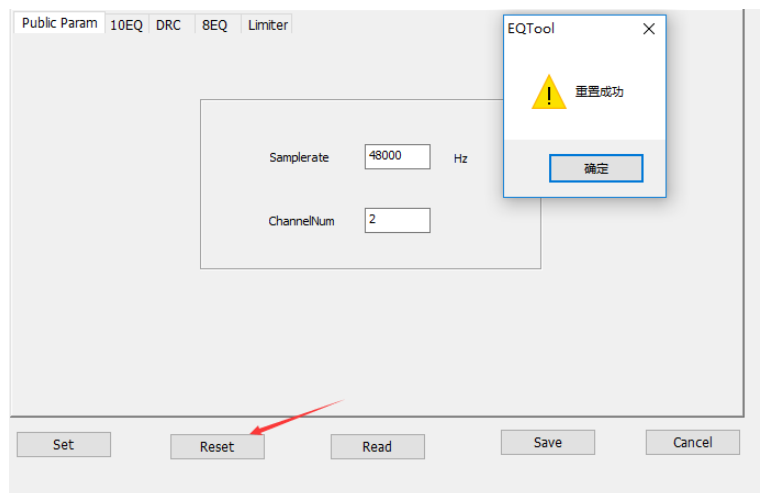 Public Param 10EQ DRC 8EQ Limiter
EQTool
重置成功
确定
Samplerate 48000 Hz
ChannelNum 2
Set Reset Read Save Cancel